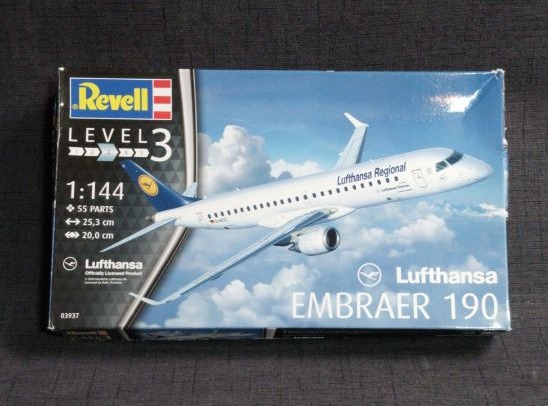 Revell
LEVEL 3
1:144
55 PARTS
25,3 cm
20,0 cm
Lufthansa
Officially Licensed Product
03937
Lufthansa Regional
Lufthansa
EMBRAER 190